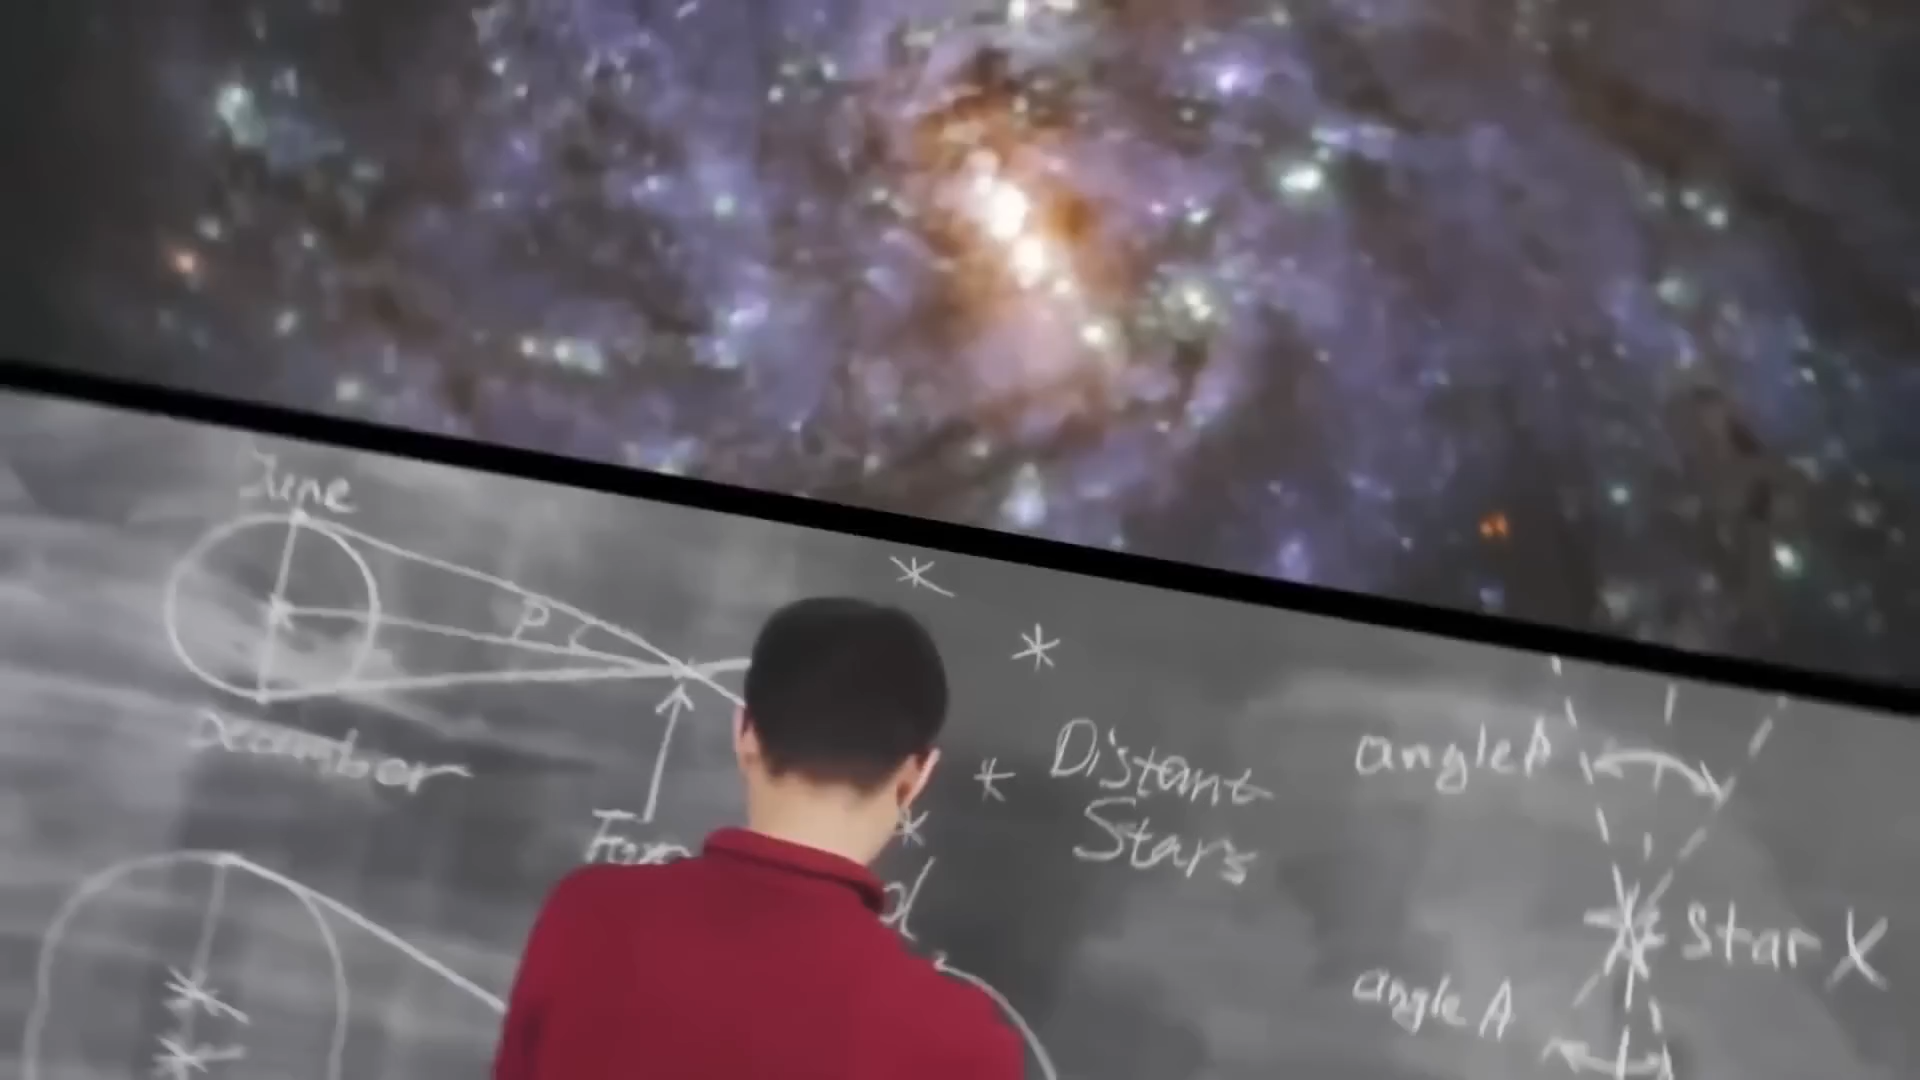 June
P
December
Distant
Stars
d
angle A
Star X
angle A